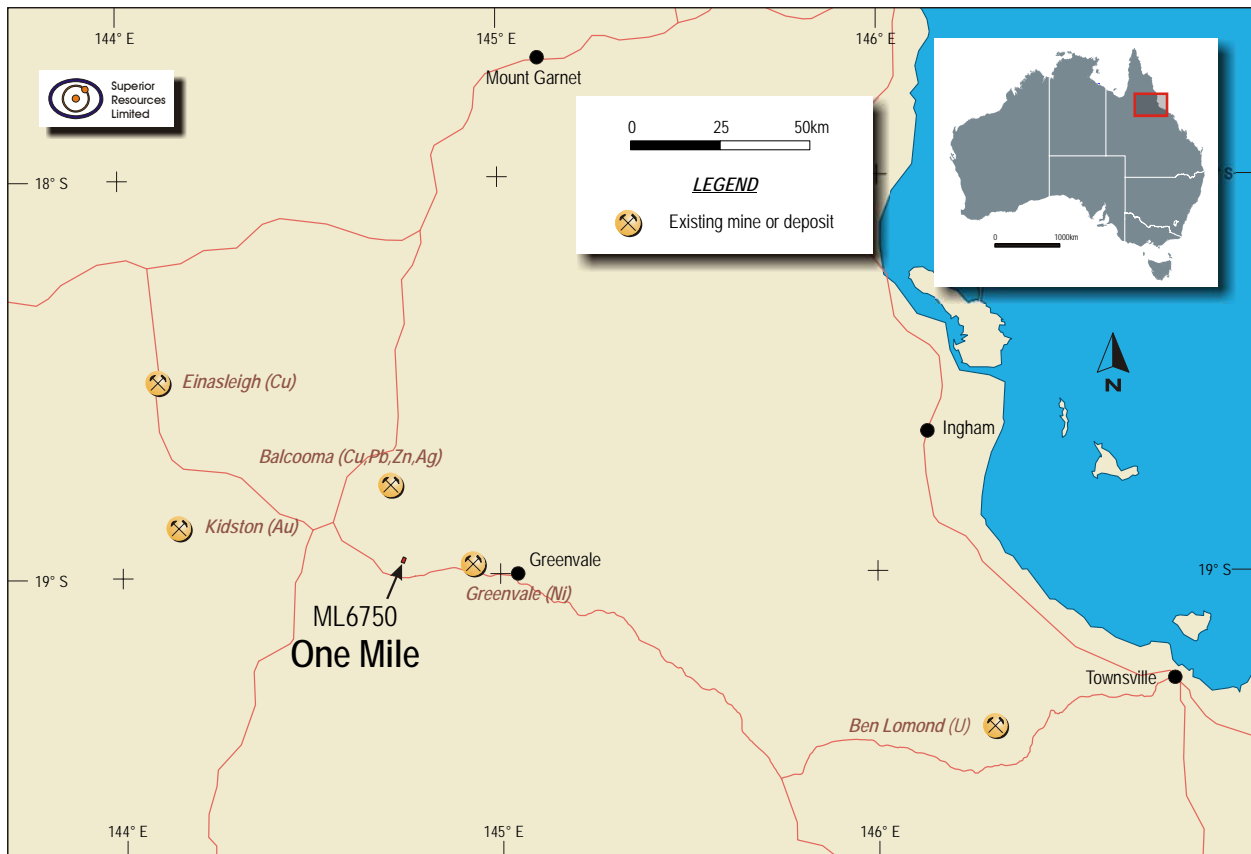 144° E
145° E
146° E
Superior
Resources
Limited
Mount Garnet
0 25 50km
LEGEND
Existing mine or deposit
0 1000km
18° S
S
N
Einasleigh (Cu)
Ingham
Balcooma (Cu,Pb,Zn,Ag)
Kidston (Au)
Greenvale
19° S
19° S
Greenvale (Ni)
ML6750
One Mile
Townsville
Ben Lomond (U)
144° E
145° E
146° E